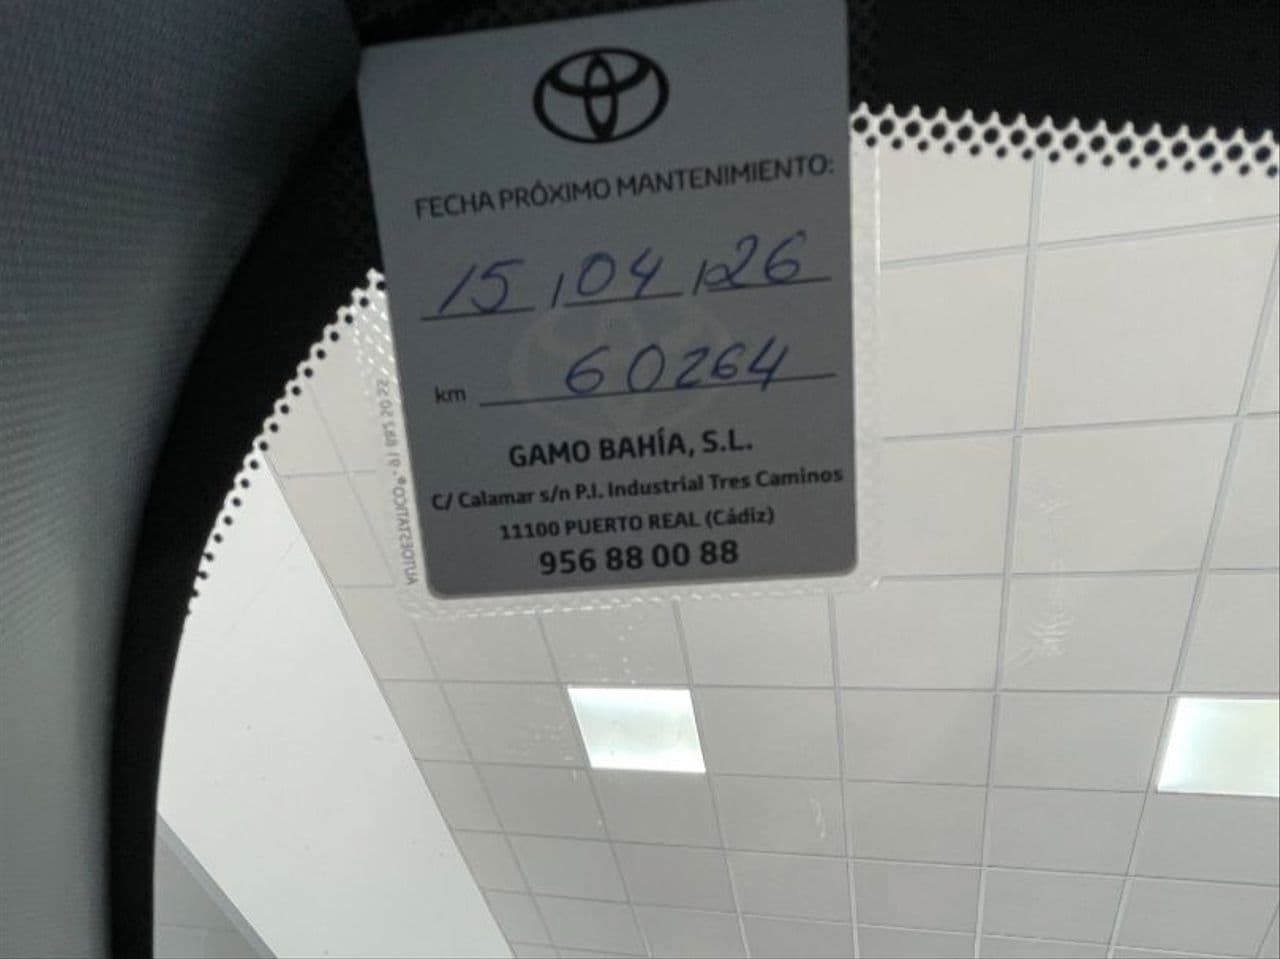 FECHA PRÓXIMO MANTENIMIENTO:
15 / 04 / 26
km 60264
GAMO BAHÍA, S.L.
C/ Calamar s/n P.I. Industrial Tres Caminos
11100 PUERTO REAL (Cádiz)
956 88 00 88